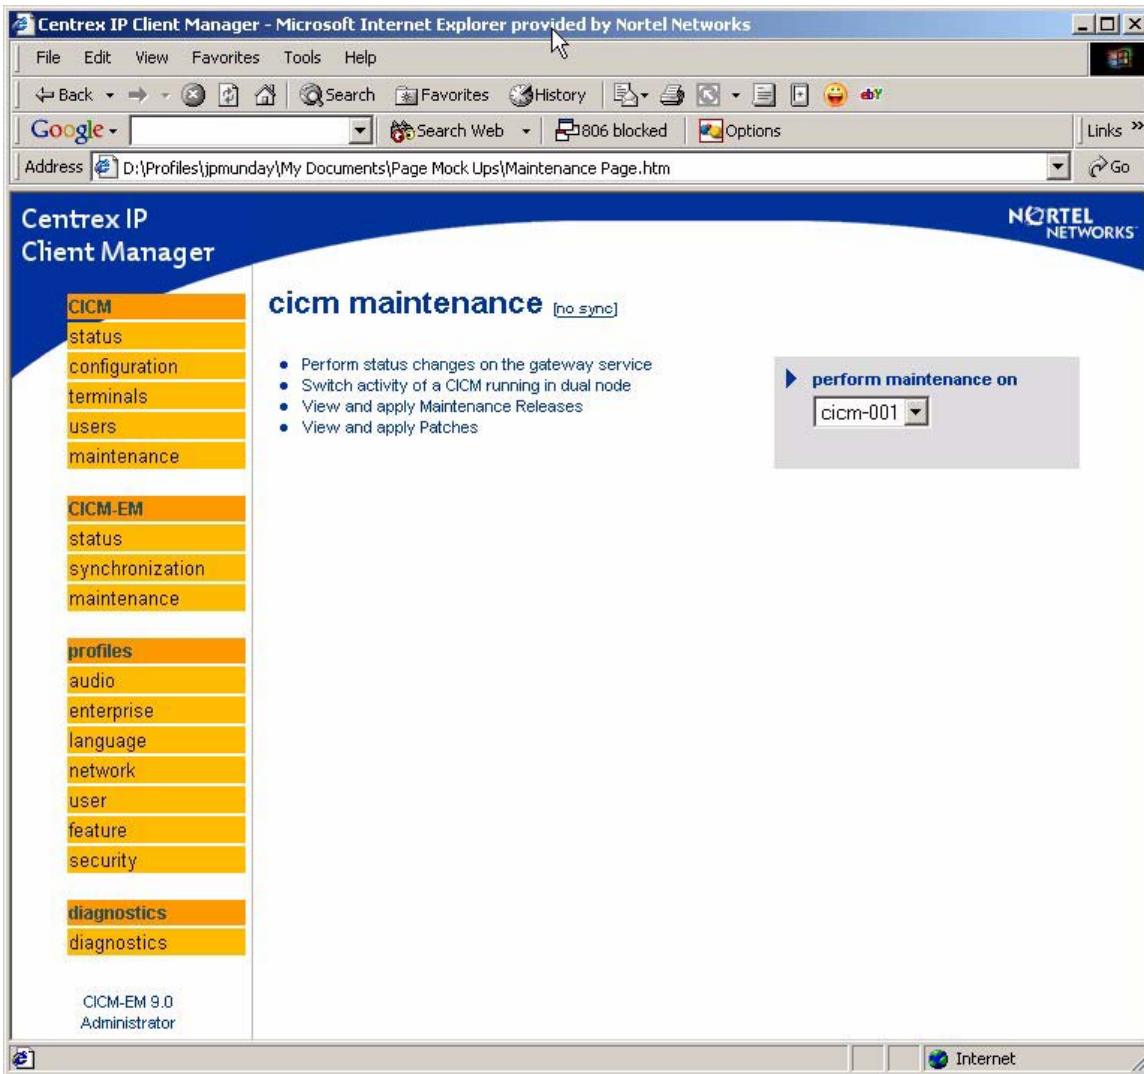 Centrex IP Client Manager - Microsoft Internet Explorer provided by Nortel Networks
File Edit View Favorites Tools Help
Back Search Favorites History
Google Search Web 806 blocked Options Links »
Address D:\Profiles\jpmunday\My Documents\Page Mock Ups\Maintenance Page.htm Go
Centrex IP
Client Manager
NORTEL
NETWORKS
CICM
status
configuration
terminals
users
maintenance
CICM-EM
status
synchronization
maintenance
profiles
audio
enterprise
language
network
user
feature
security
diagnostics
diagnostics
CICM-EM 9.0
Administrator
cicm maintenance [no sync]
• Perform status changes on the gateway service
• Switch activity of a CICM running in dual node
• View and apply Maintenance Releases
• View and apply Patches
perform maintenance on
cicm-001
Internet